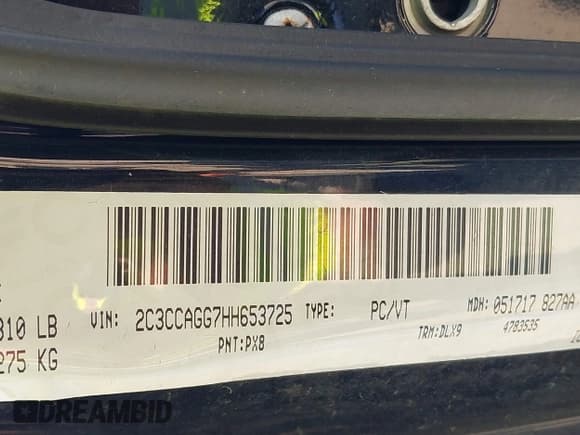 310 LB
275 KG
VIN: 2C3CCAGG7HH653725 TYPE: PC/VT MDH: 051717 827AA
PNT:PX8 TRM:DLX9 4783535
DREAMBID